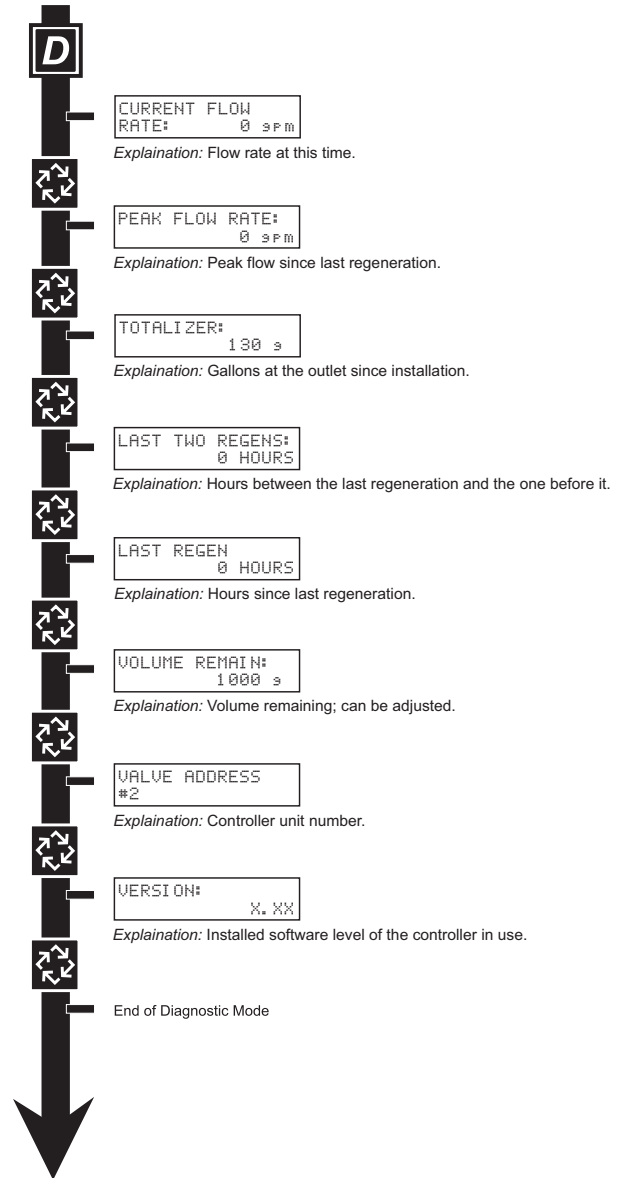 D
CURRENT FLOW
RATE: 0 gpm
Explaination: Flow rate at this time.
PEAK FLOW RATE:
0 gpm
Explaination: Peak flow since last regeneration.
TOTALIZER:
130 g
Explaination: Gallons at the outlet since installation.
LAST TWO REGENS:
0 HOURS
Explaination: Hours between the last regeneration and the one before it.
LAST REGEN
0 HOURS
Explaination: Hours since last regeneration.
VOLUME REMAIN:
1000 g
Explaination: Volume remaining; can be adjusted.
VALVE ADDRESS
#2
Explaination: Controller unit number.
VERSION:
X.XX
Explaination: Installed software level of the controller in use.
End of Diagnostic Mode